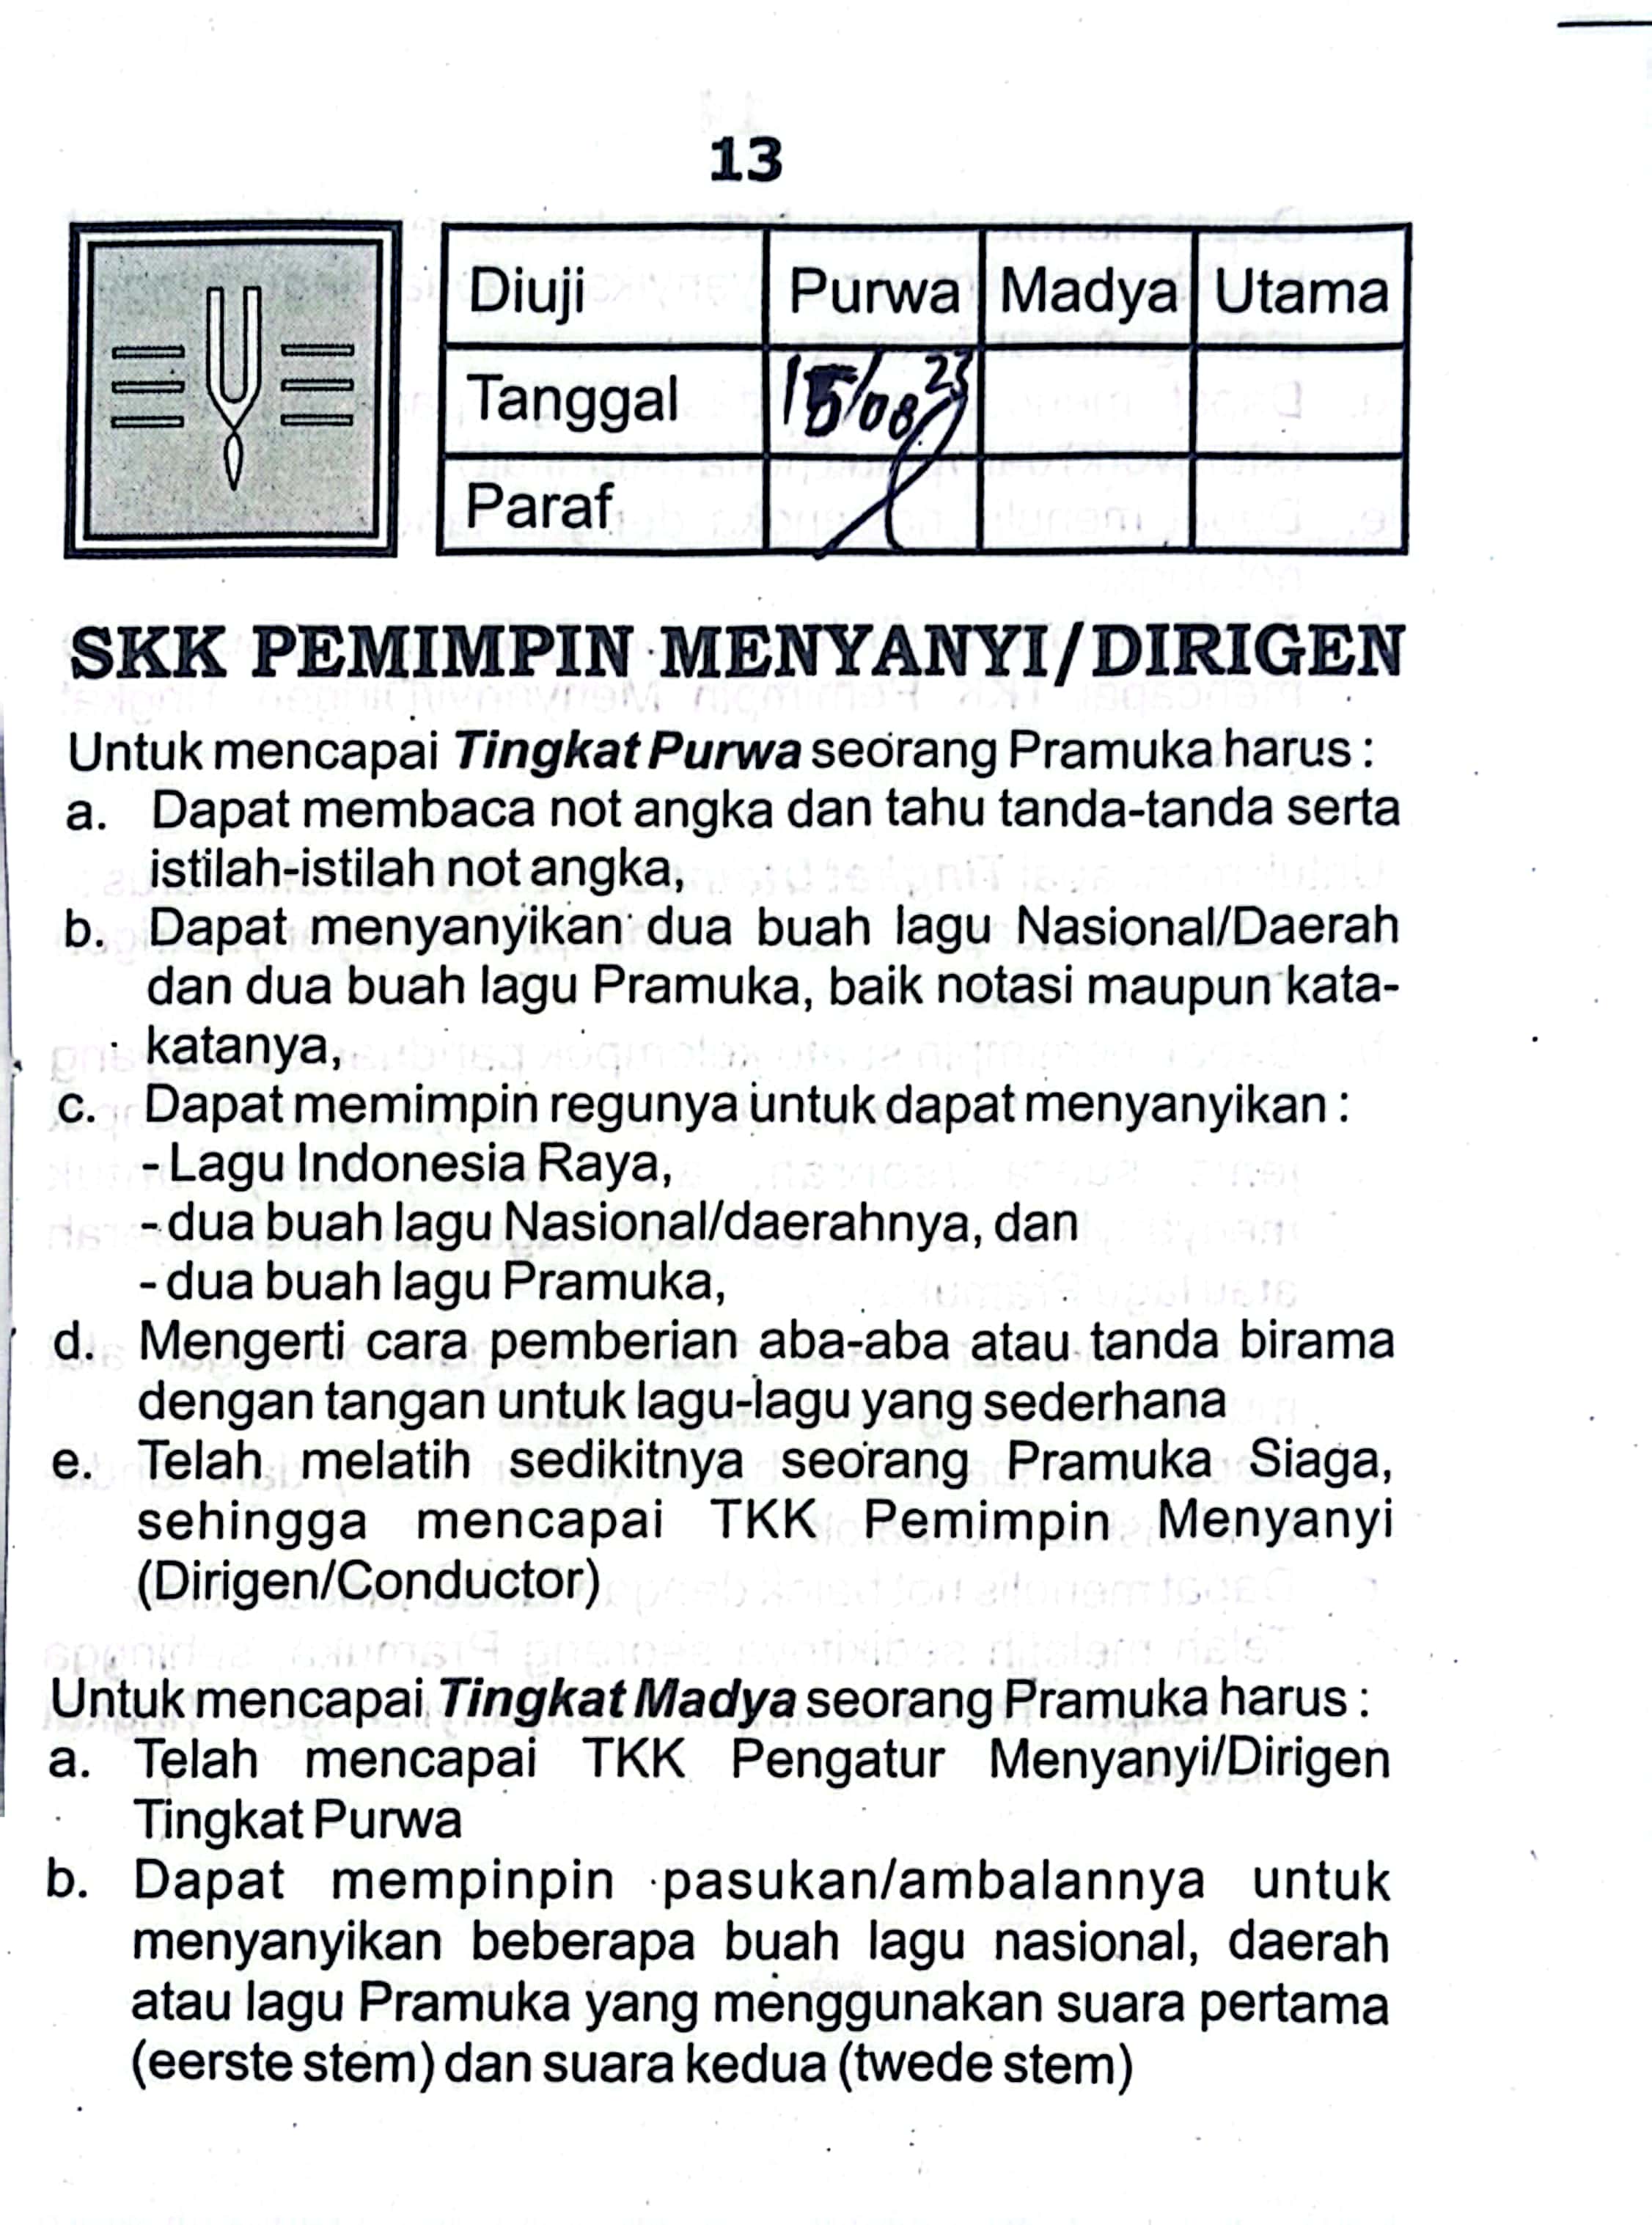 13
Diuji Purwa Madya Utama
Tanggal 15/08 23
Paraf
SKK PEMIMPIN MENYANYI/DIRIGEN
Untuk mencapai Tingkat Purwa seorang Pramuka harus :
a. Dapat membaca not angka dan tahu tanda-tanda serta
istilah-istilah not angka,
b. Dapat menyanyikan dua buah lagu Nasional/Daerah
dan dua buah lagu Pramuka, baik notasi maupun kata-
katanya,
c. Dapat memimpin regunya untuk dapat menyanyikan :
- Lagu Indonesia Raya,
- dua buah lagu Nasional/daerahnya, dan
- dua buah lagu Pramuka,
d. Mengerti cara pemberian aba-aba atau tanda birama
dengan tangan untuk lagu-lagu yang sederhana
e. Telah melatih sedikitnya seorang Pramuka Siaga,
sehingga mencapai TKK Pemimpin Menyanyi
(Dirigen/Conductor)
Untuk mencapai Tingkat Madya seorang Pramuka harus :
a. Telah mencapai TKK Pengatur Menyanyi/Dirigen
Tingkat Purwa
b. Dapat mempinpin pasukan/ambalannya untuk
menyanyikan beberapa buah lagu nasional, daerah
atau lagu Pramuka yang menggunakan suara pertama
(eerste stem) dan suara kedua (twede stem)